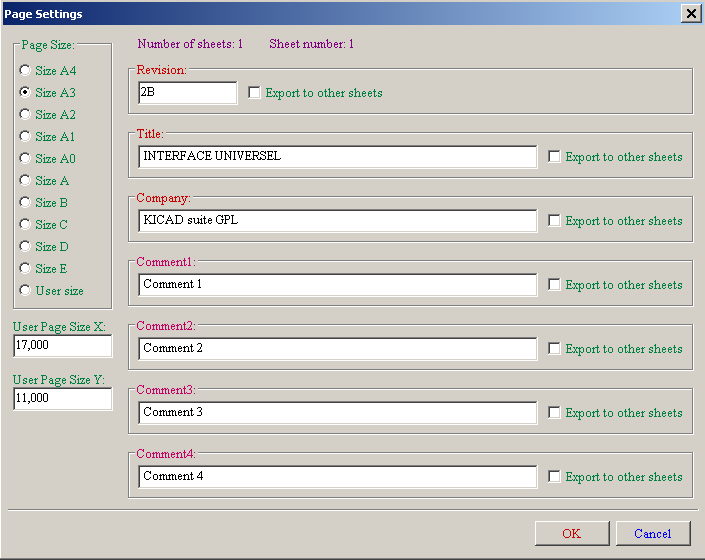 Page Settings
Page Size:
Size A4
Size A3
Size A2
Size A1
Size A0
Size A
Size B
Size C
Size D
Size E
User size
User Page Size X:
17,000
User Page Size Y:
11,000
Number of sheets: 1 Sheet number: 1
Revision:
2B Export to other sheets
Title:
INTERFACE UNIVERSEL Export to other sheets
Company:
KICAD suite GPL Export to other sheets
Comment1:
Comment 1 Export to other sheets
Comment2:
Comment 2 Export to other sheets
Comment3:
Comment 3 Export to other sheets
Comment4:
Comment 4 Export to other sheets
OK Cancel